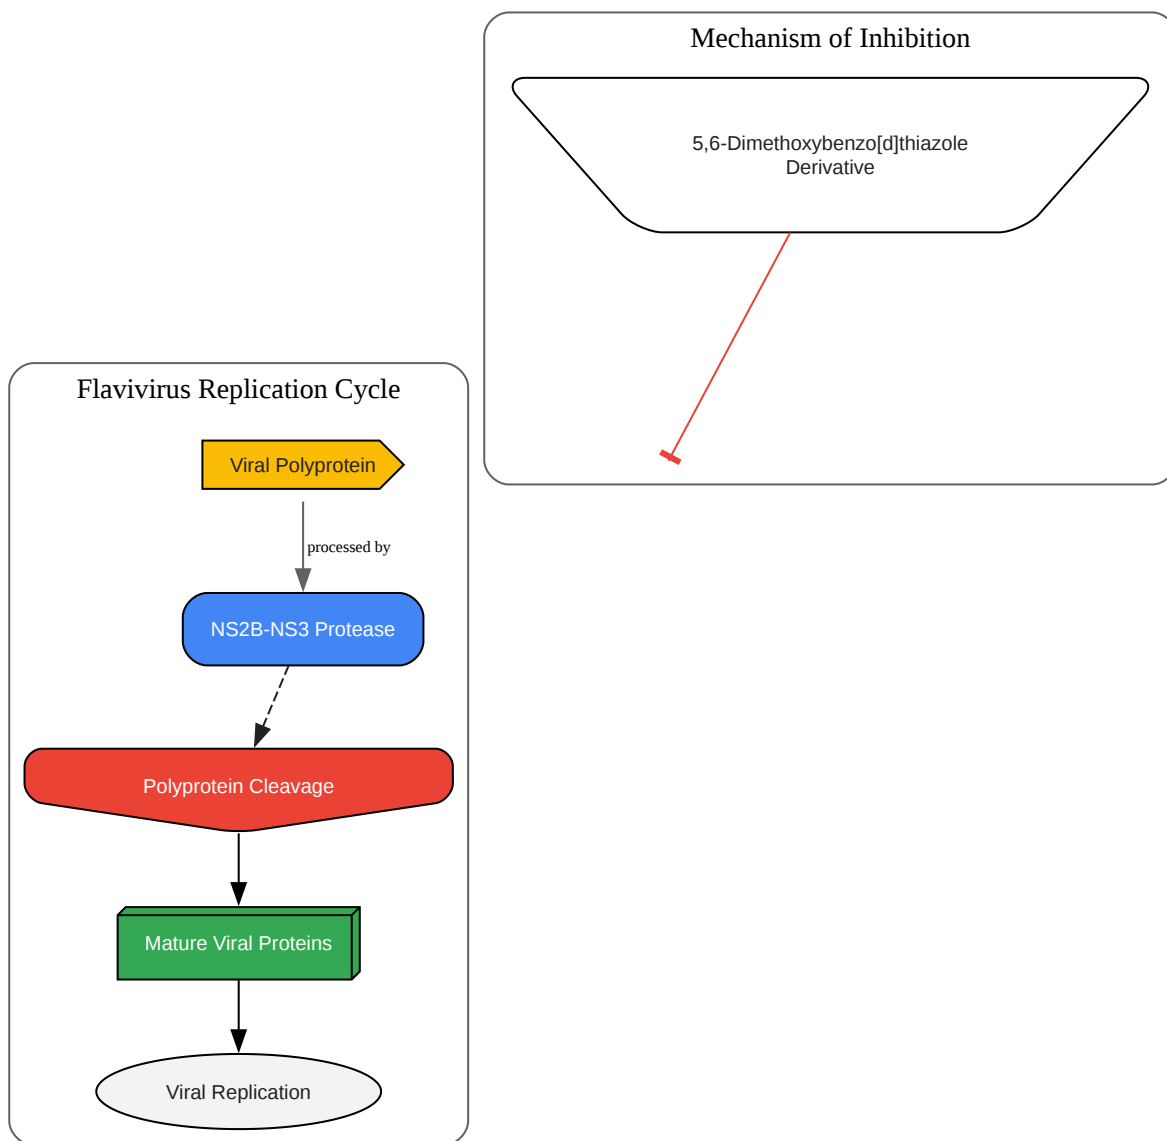 Mechanism of Inhibition
5,6-Dimethoxybenzo[d]thiazole
Derivative
Flavivirus Replication Cycle
Viral Polyprotein
processed by
NS2B-NS3 Protease
Polyprotein Cleavage
Mature Viral Proteins
Viral Replication